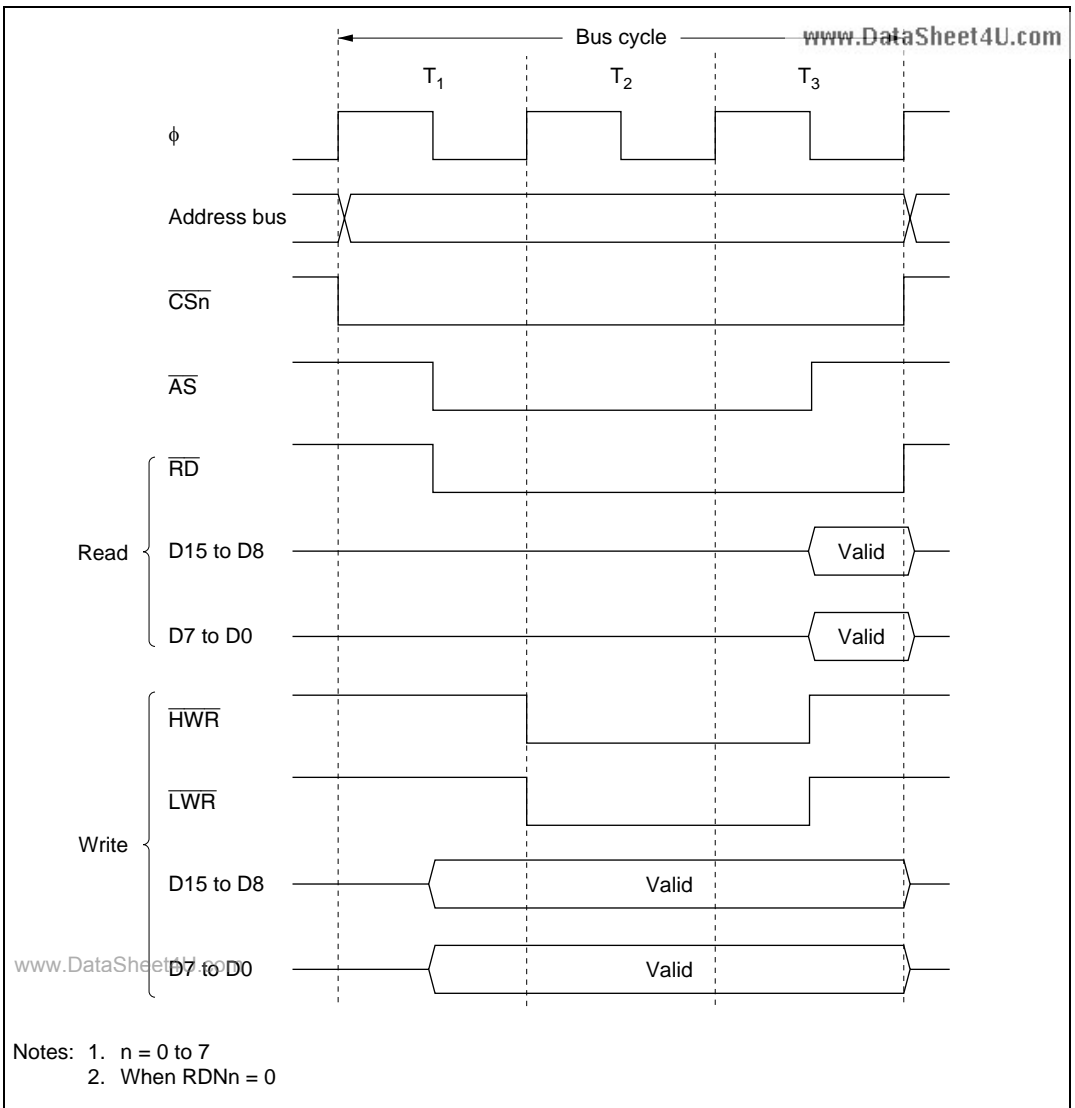 Bus cycle
www.DataSheet4U.com
T1 T2 T3
ϕ
Address bus
CSn
AS
RD
Read
D15 to D8 Valid
D7 to D0 Valid
HWR
LWR
Write
D15 to D8 Valid
www.DataSheet4U.com
D7 to D0 Valid
Notes: 1. n = 0 to 7
2. When RDNn = 0